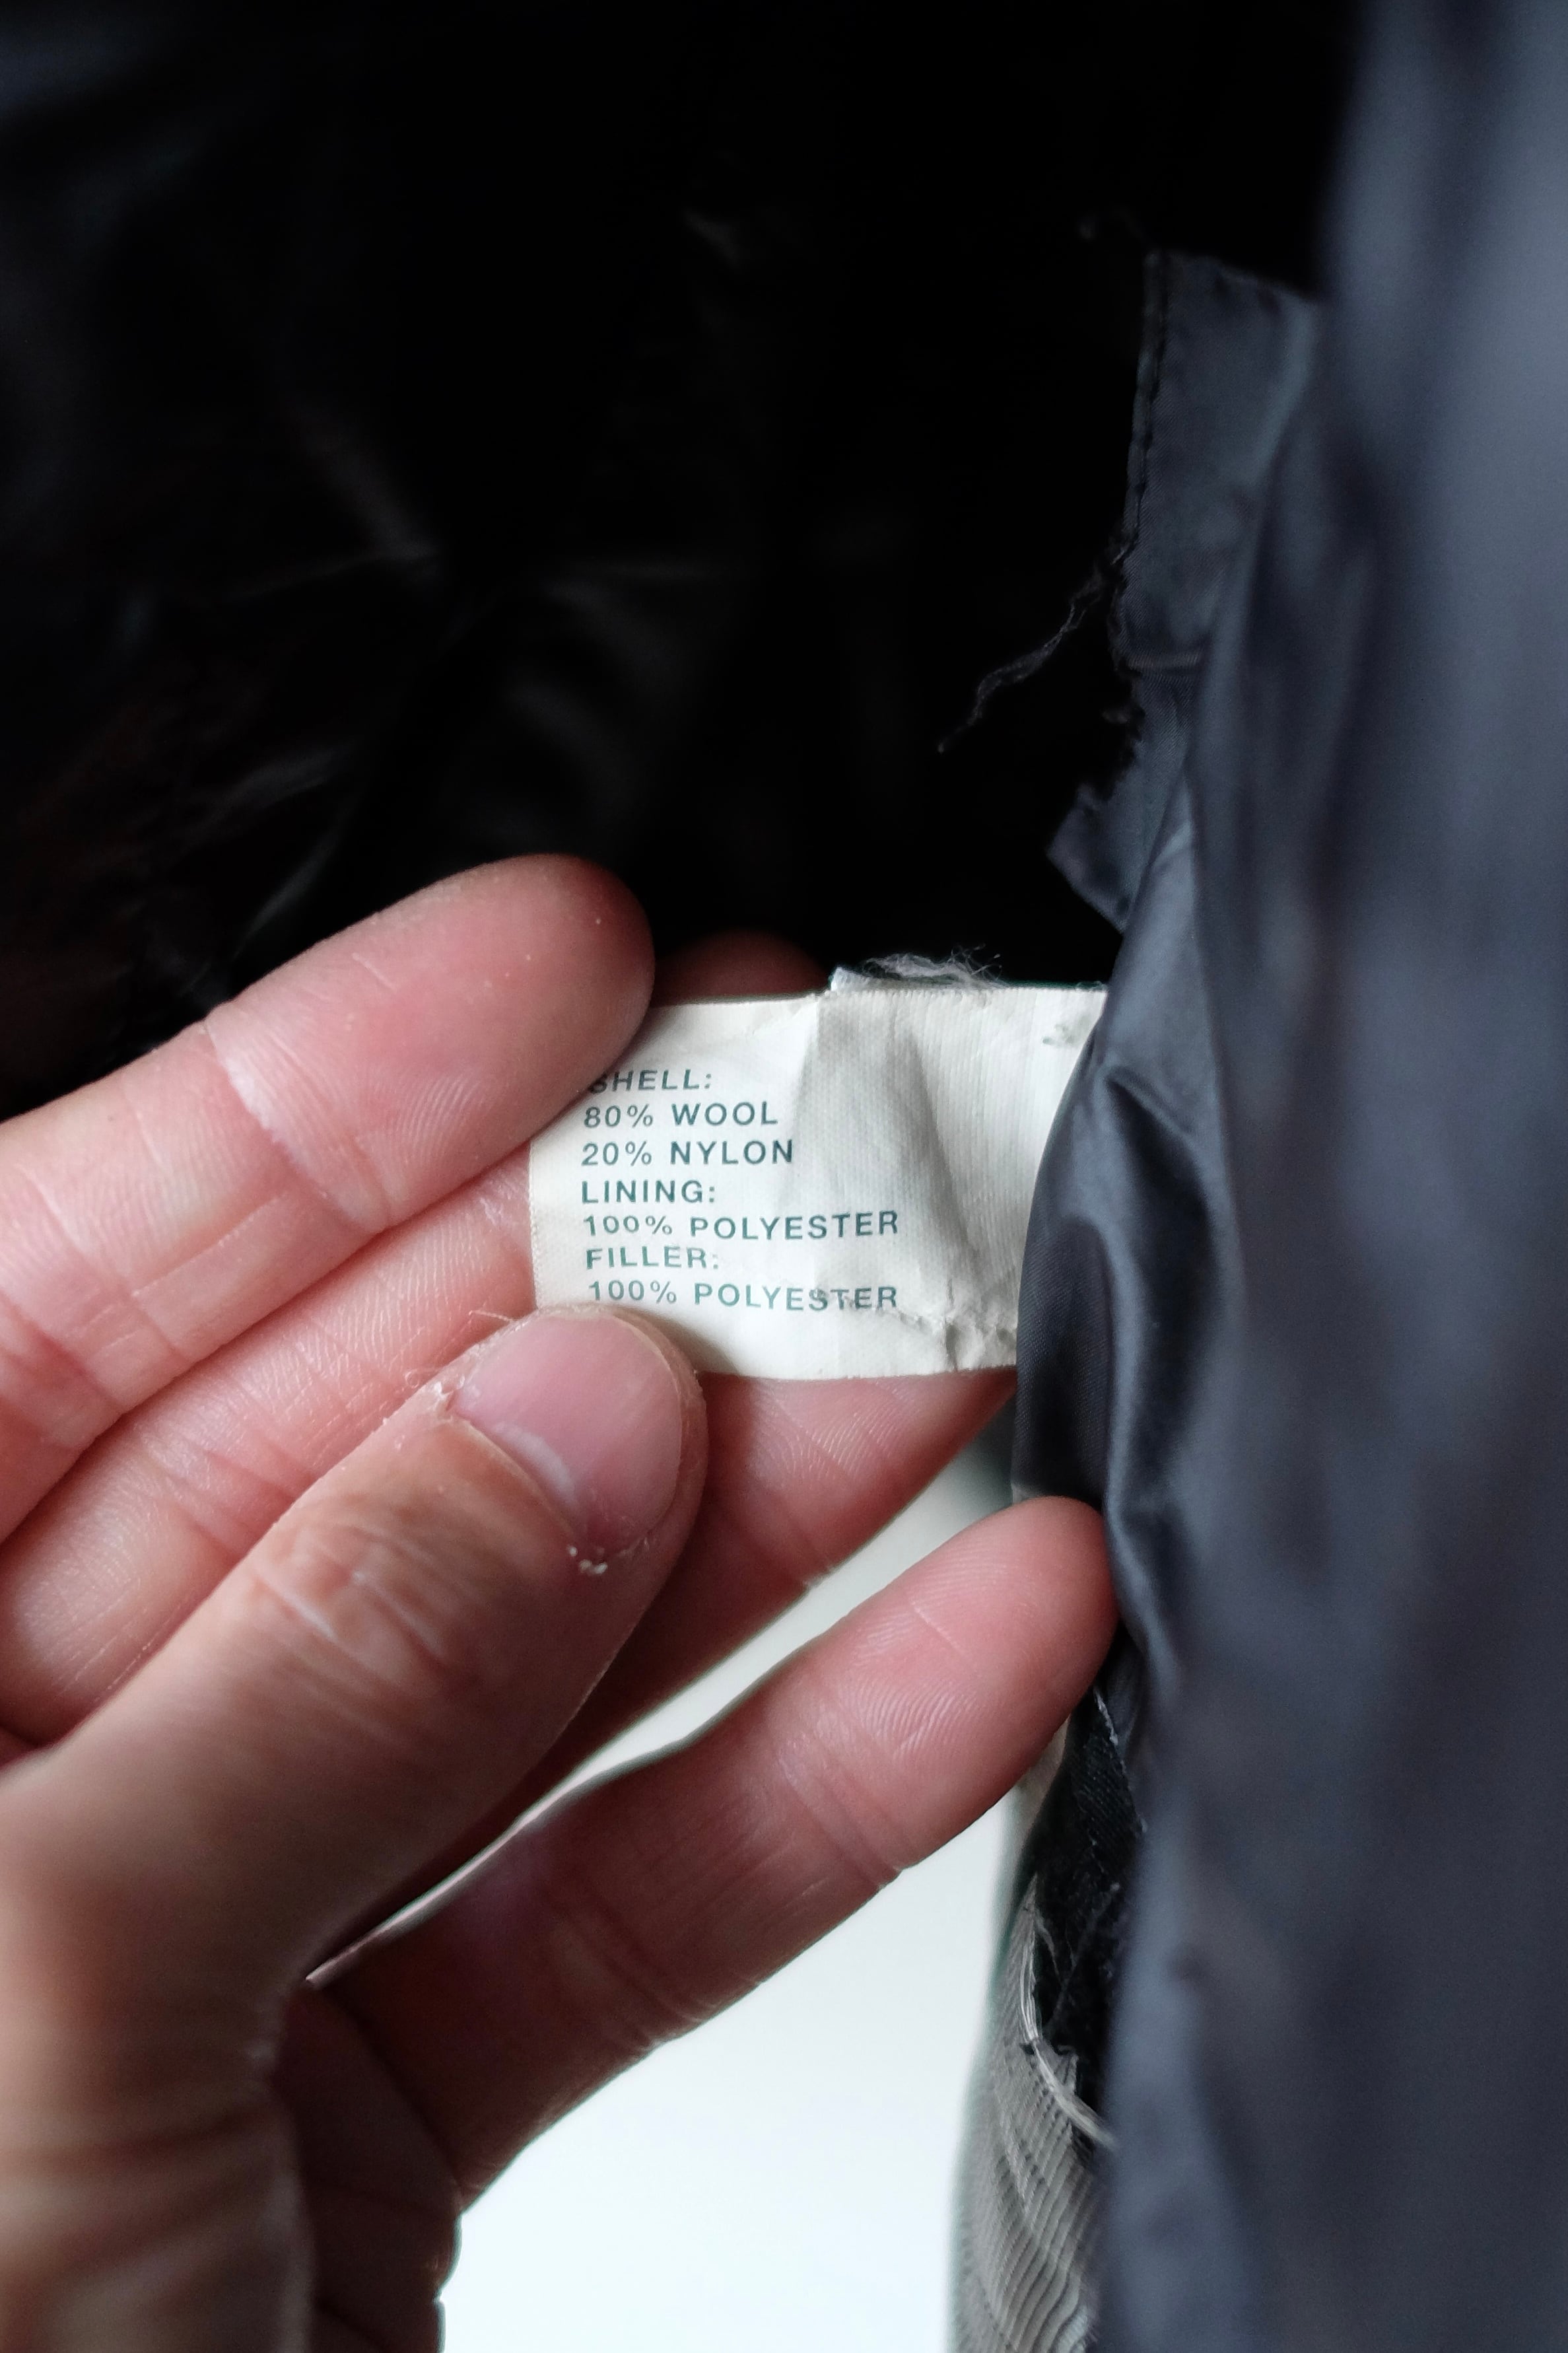 SHELL:
80% WOOL
20% NYLON
LINING:
100% POLYESTER
FILLER:
100% POLYESTER